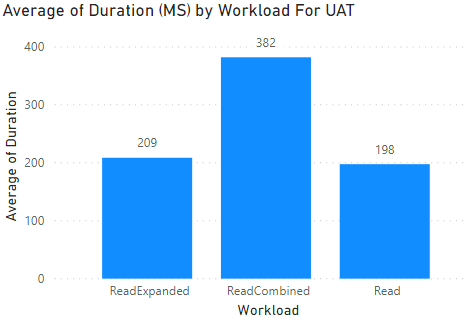 Average of Duration (MS) by Workload For UAT
Average of Duration
400
300
200
100
0
209
382
198
ReadExpanded
ReadCombined
Read
Workload